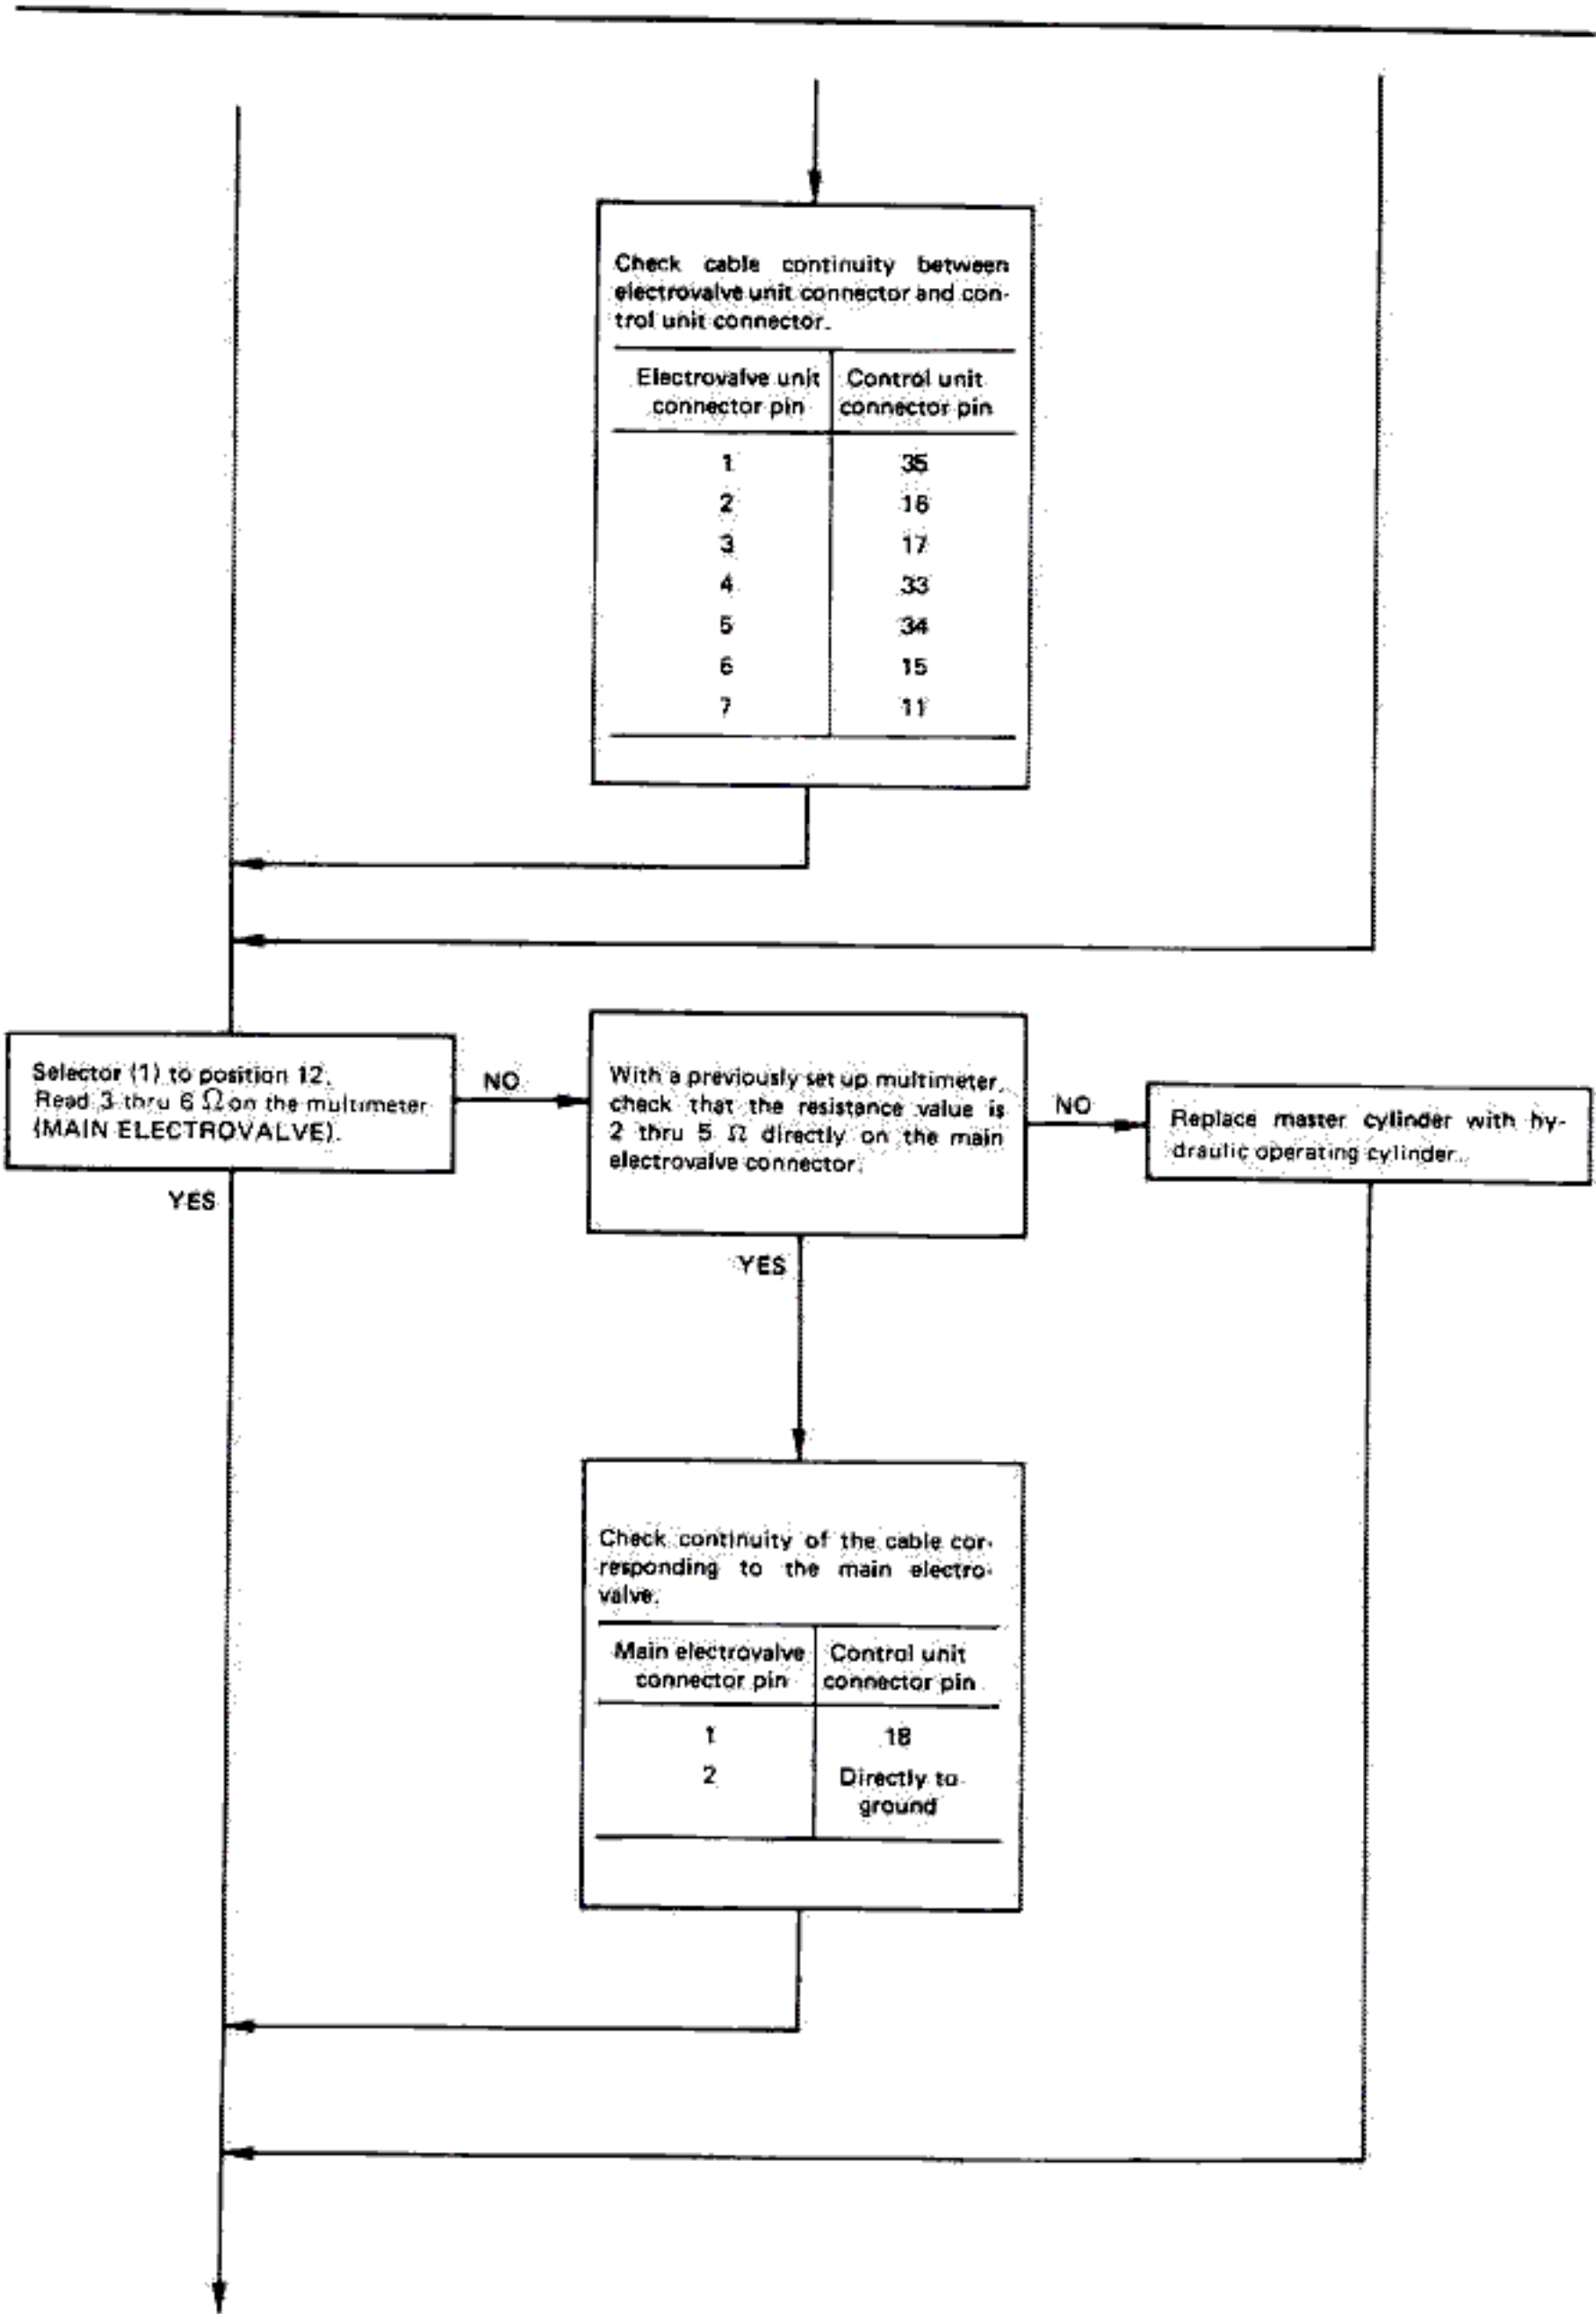 Check cable continuity between
electrovalve unit connector and con-
trol unit connector.
Electrovalve unit
connector pin
Control unit
connector pin
1 35
2 16
3 17
4 33
5 34
6 15
7 11
Selector (1) to position 12.
Read 3 thru 6 Ω on the multimeter
(MAIN ELECTROVALVE).
NO
With a previously set up multimeter,
check that the resistance value is
2 thru 5 Ω directly on the main
electrovalve connector.
NO
Replace master cylinder with hy-
draulic operating cylinder.
YES
YES
Check continuity of the cable cor-
responding to the main electro-
valve.
Main electrovalve
connector pin
Control unit
connector pin
1 18
2 Directly to
ground